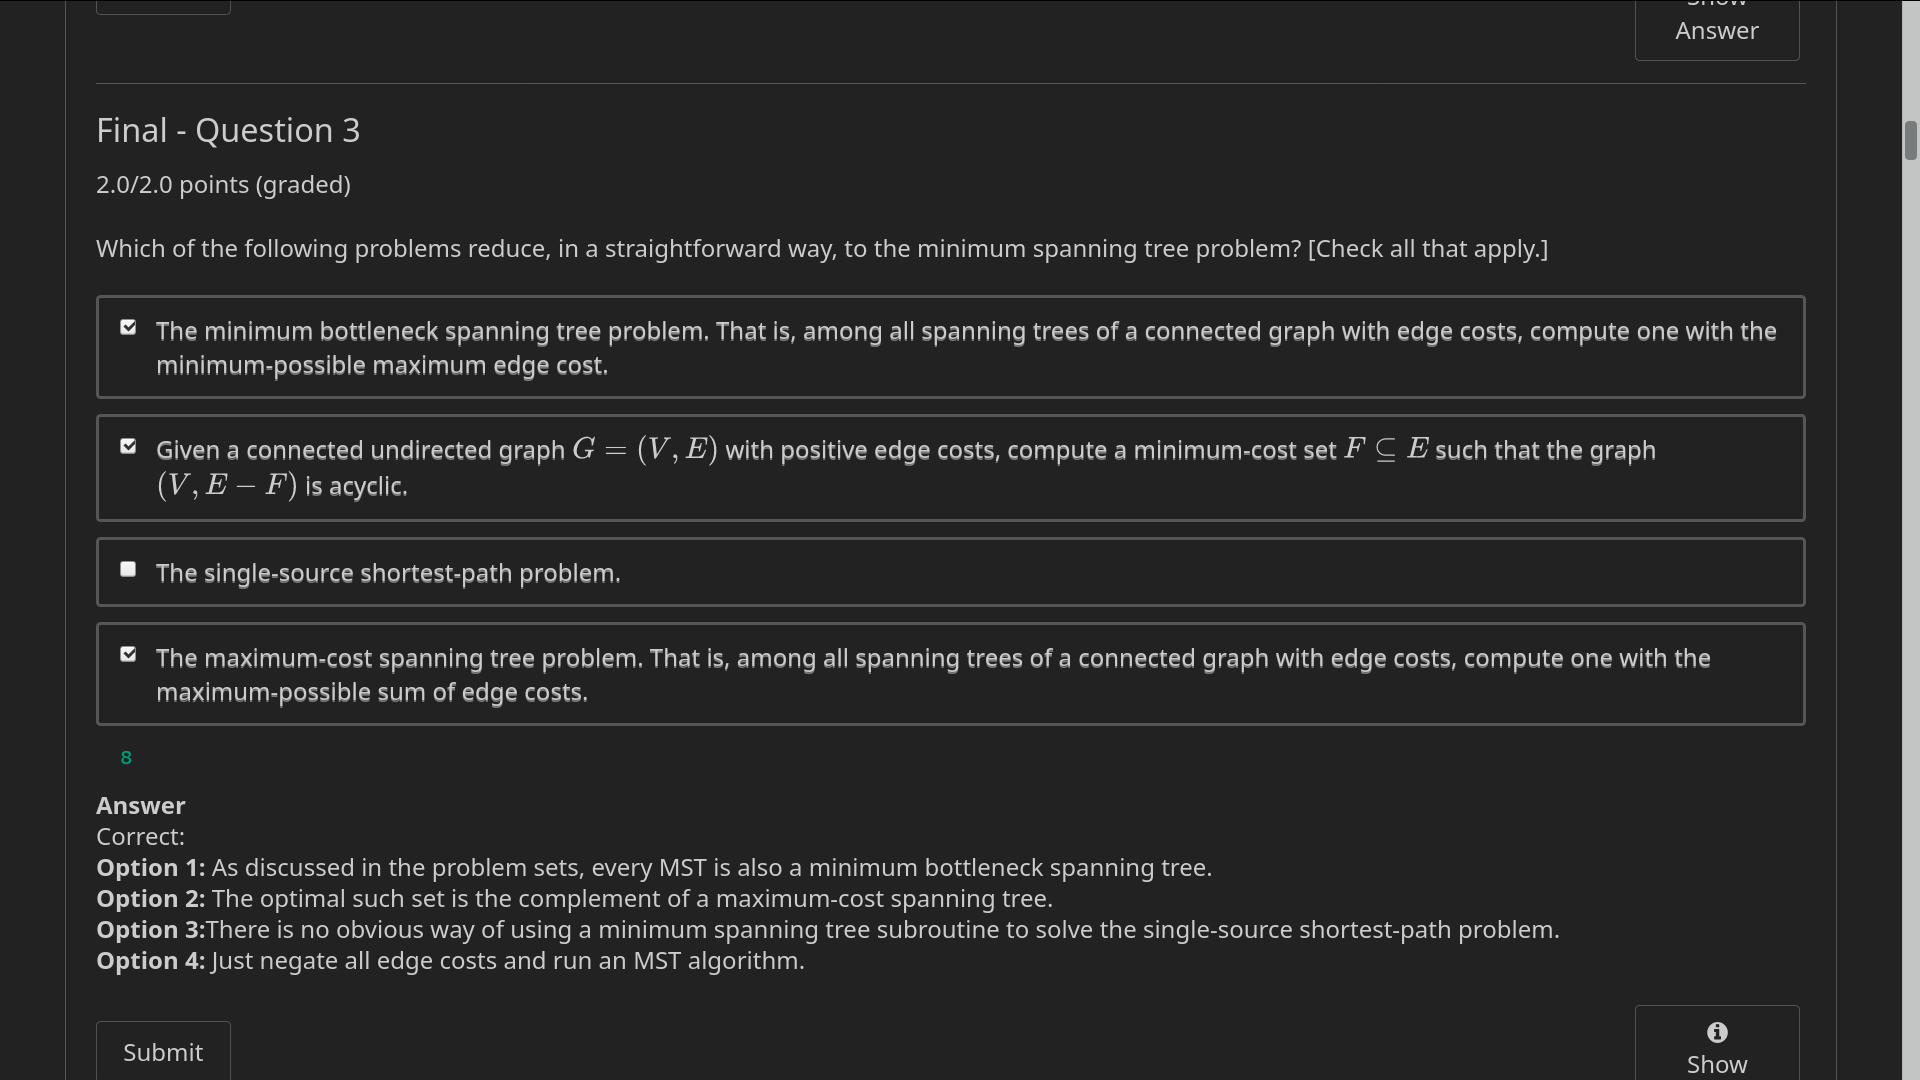 Answer
Final - Question 3
2.0/2.0 points (graded)
Which of the following problems reduce, in a straightforward way, to the minimum spanning tree problem? [Check all that apply.]
The minimum bottleneck spanning tree problem. That is, among all spanning trees of a connected graph with edge costs, compute one with the
minimum-possible maximum edge cost.
Given a connected undirected graph G = (V, E) with positive edge costs, compute a minimum-cost set F ⊆ E such that the graph
(V, E − F) is acyclic.
The single-source shortest-path problem.
The maximum-cost spanning tree problem. That is, among all spanning trees of a connected graph with edge costs, compute one with the
maximum-possible sum of edge costs.
8
Answer
Correct:
Option 1: As discussed in the problem sets, every MST is also a minimum bottleneck spanning tree.
Option 2: The optimal such set is the complement of a maximum-cost spanning tree.
Option 3:There is no obvious way of using a minimum spanning tree subroutine to solve the single-source shortest-path problem.
Option 4: Just negate all edge costs and run an MST algorithm.
Submit
Show